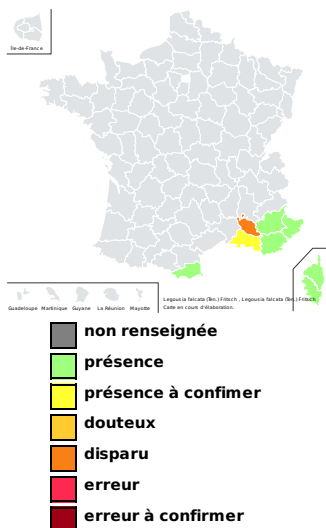 Île-de-France
Legousia falcata (Ten.) Fritsch , Legousia falcata (Ten.) Fritsch
Carte en cours d'élaboration.
Guadeloupe Martinique Guyane La Réunion Mayotte
non renseignée
présence
présence à confimer
douteux
disparu
erreur
erreur à confirmer